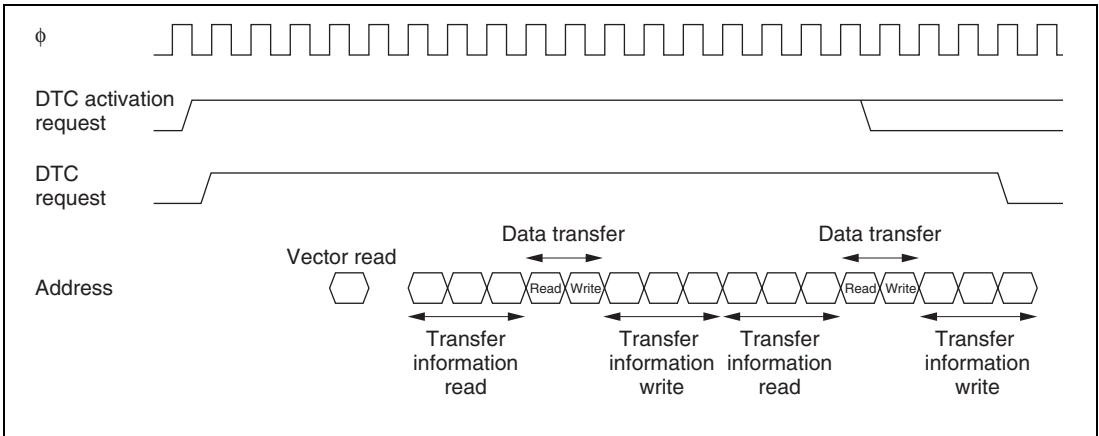 ϕ
DTC activation
request
DTC
request
Data transfer
Data transfer
Vector read
Address
Read Write
Read Write
Transfer
information
read
Transfer
information
write
Transfer
information
read
Transfer
information
write